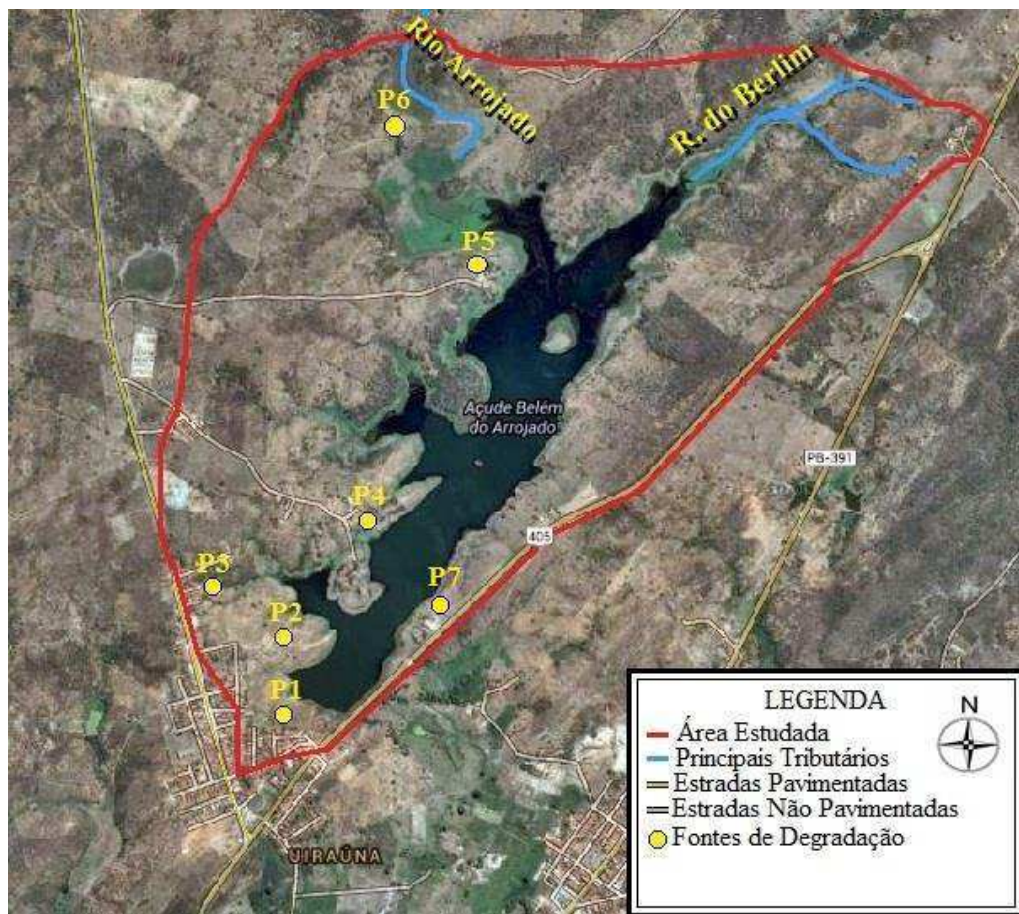 Rio Arrojado
R. do Berlim
P6
P5
Açude Belém
do Arrojado
PB-391
P4
405
P5
P7
P2
P1
UIRAÚNA
LEGENDA
N
Área Estudada
Principais Tributários
Estradas Pavimentadas
Estradas Não Pavimentadas
Fontes de Degradação